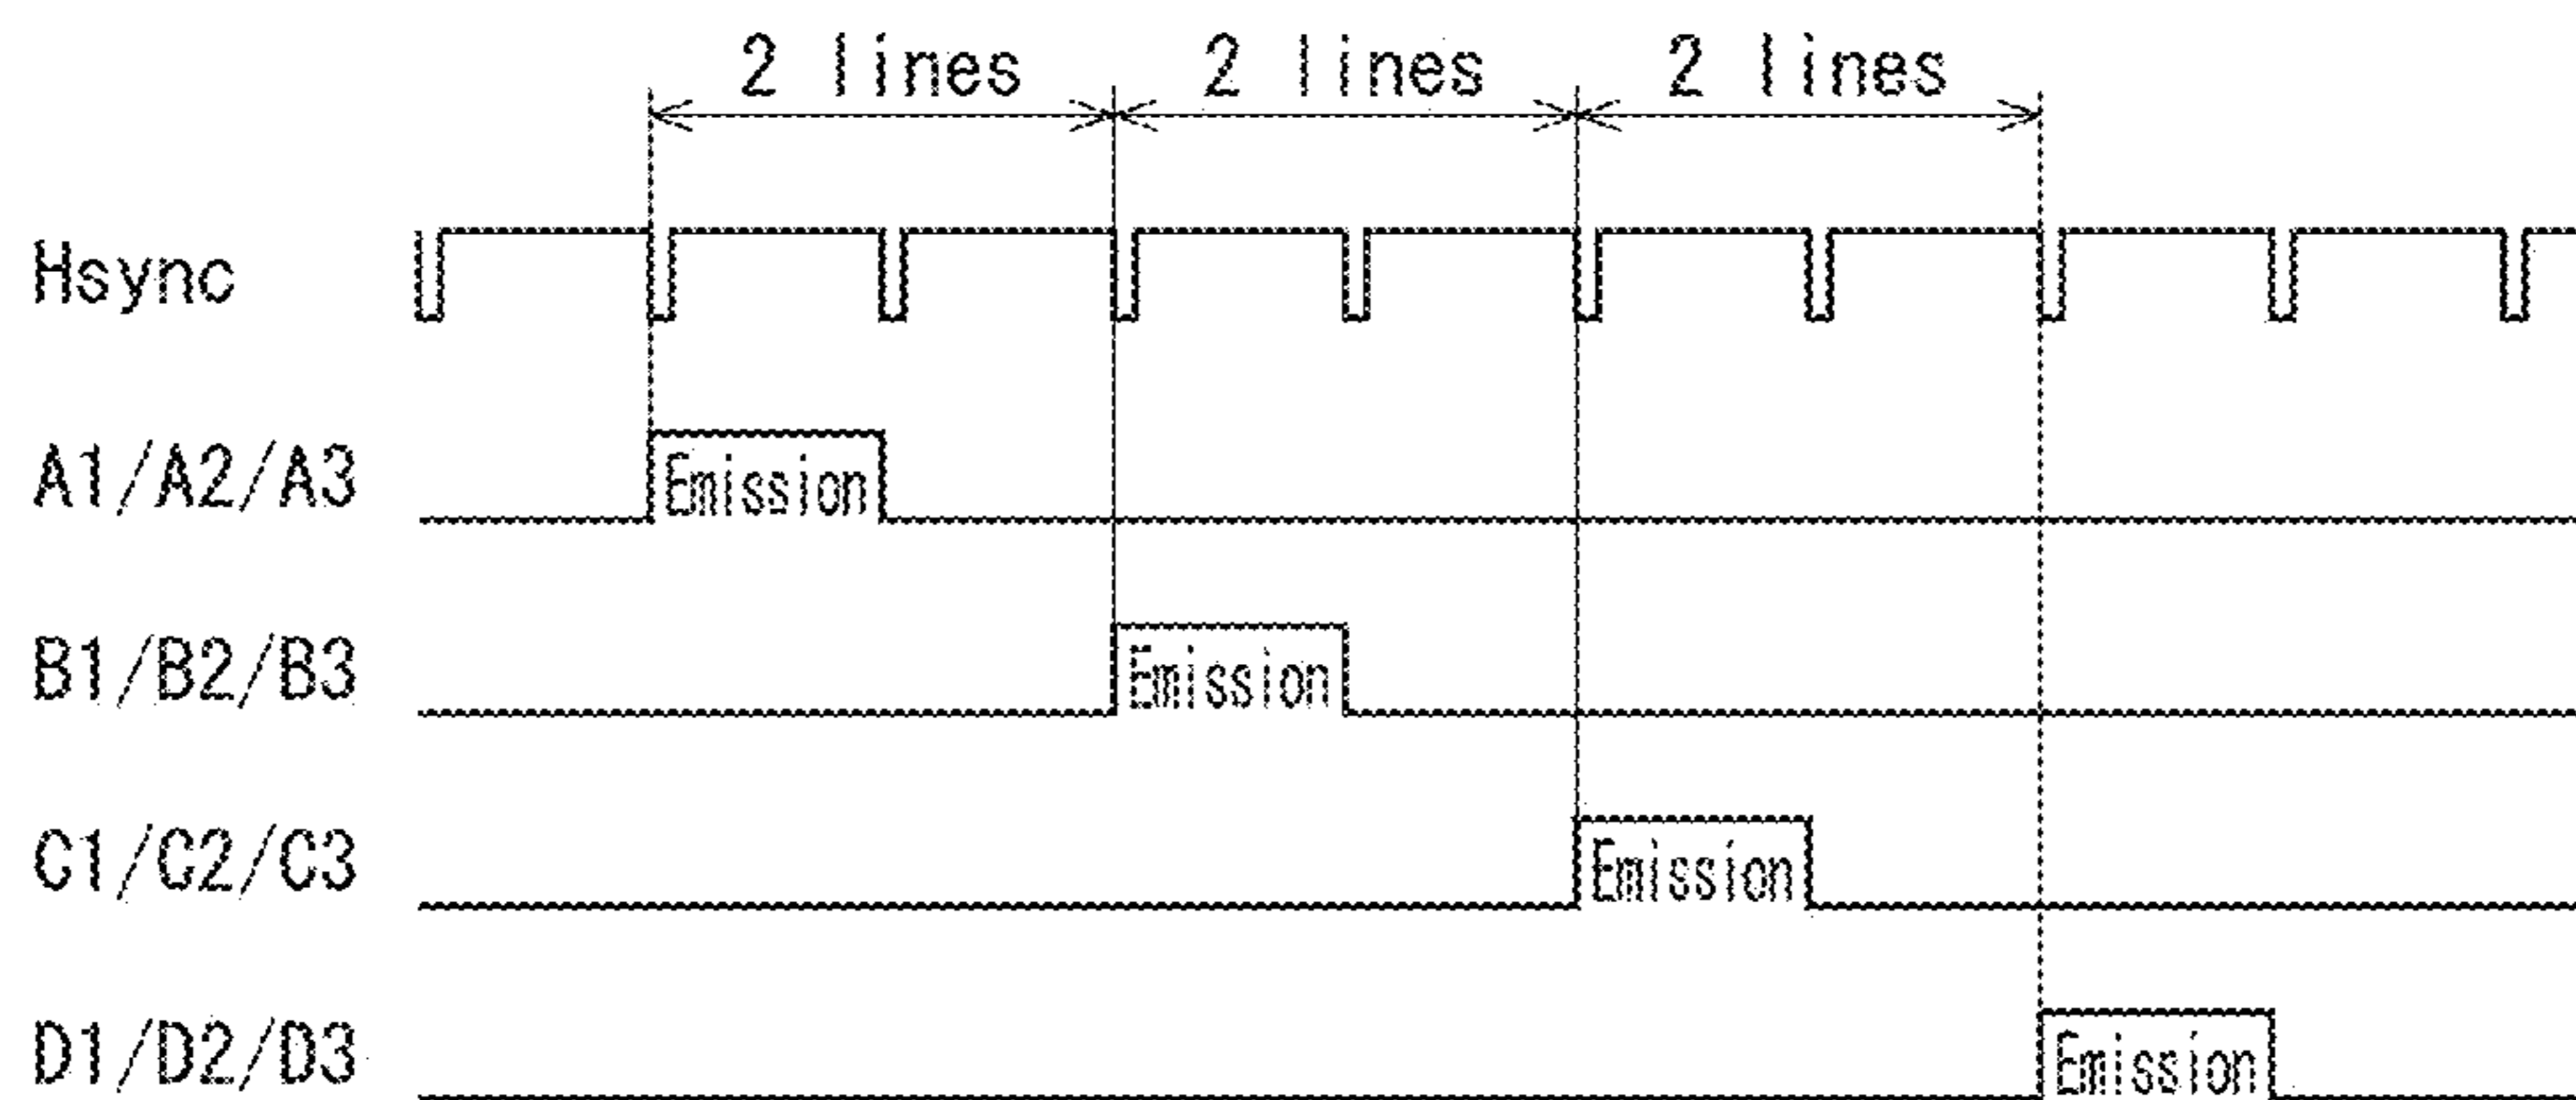 2 lines 2 lines 2 lines
Hsync
A1/A2/A3 Emission
B1/B2/B3 Emission
C1/C2/C3 Emission
D1/D2/D3 Emission